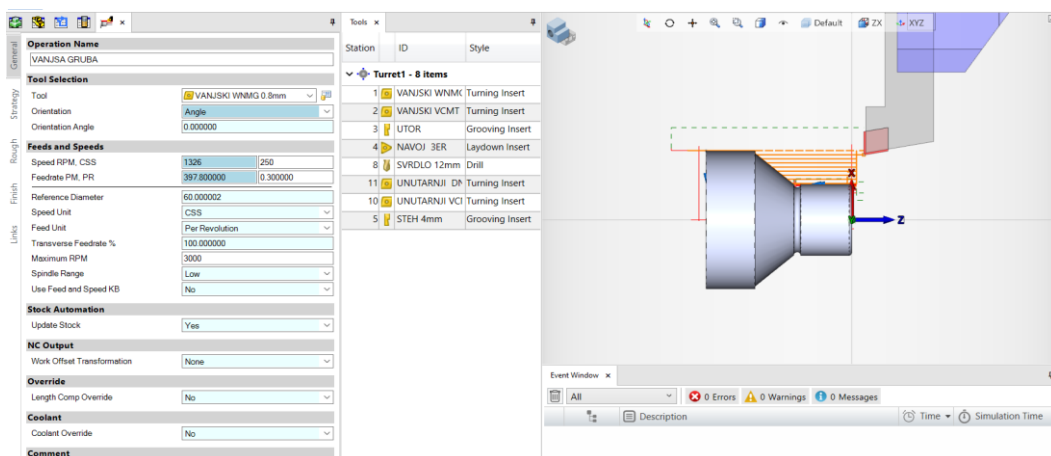 Tools
Default
ZX
XYZ
General
Strategy
Rough
Finish
Links
Operation Name
VANJSA GRUBA
Tool Selection
Tool VANJSKI WNMG 0.8mm
Orientation Angle
Orientation Angle 0.000000
Feeds and Speeds
Speed RPM, CSS 1326 250
Feedrate PM, PR 397.800000 0.300000
Reference Diameter 60.000002
Speed Unit CSS
Feed Unit Per Revolution
Transverse Feedrate % 100.000000
Maximum RPM 3000
Spindle Range Low
Use Feed and Speed KB No
Stock Automation
Update Stock Yes
NC Output
Work Offset Transformation None
Override
Length Comp Override No
Coolant
Coolant Override No
Comment
Station ID Style
Turret1 - 8 items
1 VANJSKI WNMG Turning Insert
2 VANJSKI VCMT Turning Insert
3 UTOR Grooving Insert
4 NAVOJ 3ER Laydown Insert
8 SVRDLO 12mm Drill
11 UNUTARNJI DN Turning Insert
10 UNUTARNJI VCI Turning Insert
5 STEH 4mm Grooving Insert
X
Z
Event Window
All 0 Errors 0 Warnings 0 Messages
Description Time Simulation Time